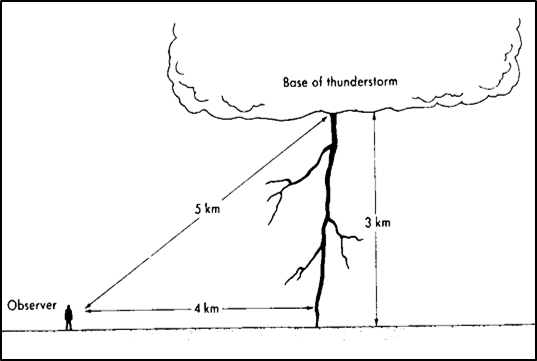 Base of thunderstorm
5 km
3 km
Observer
4 km